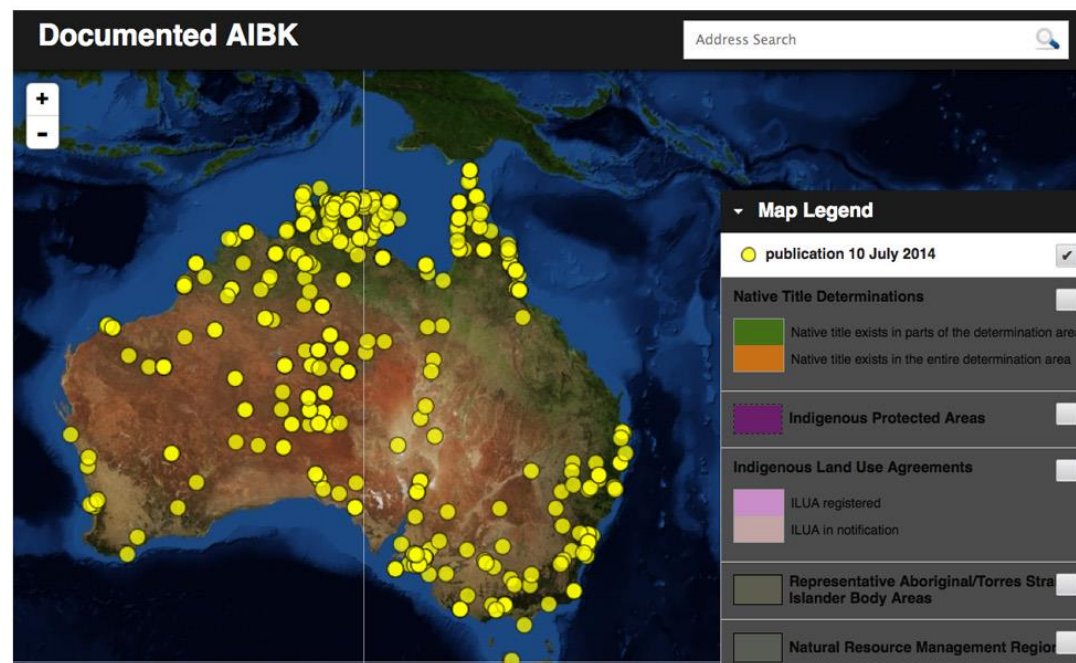 Documented AIBK
Address Search
+
-
Map Legend
publication 10 July 2014
Native Title Determinations
Native title exists in parts of the determination are
Native title exists in the entire determination area
Indigenous Protected Areas
Indigenous Land Use Agreements
ILUA registered
ILUA in notification
Representative Aboriginal/Torres Stra
Islander Body Areas
Natural Resource Management Region